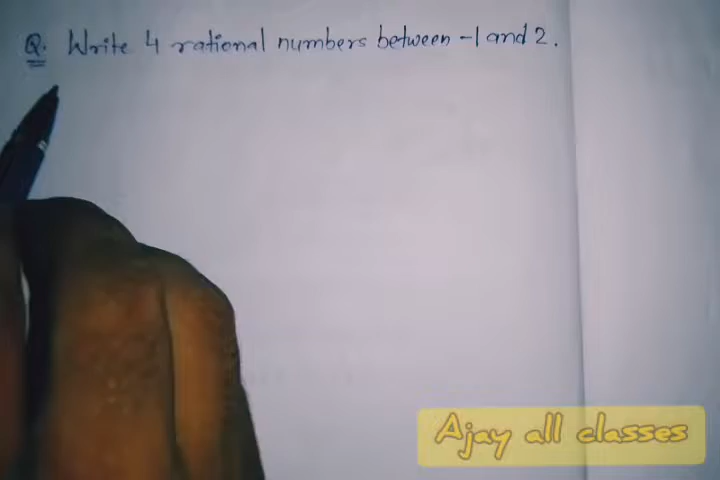 Q. Write 4 rational numbers between -1 and 2.
Ajay all classes